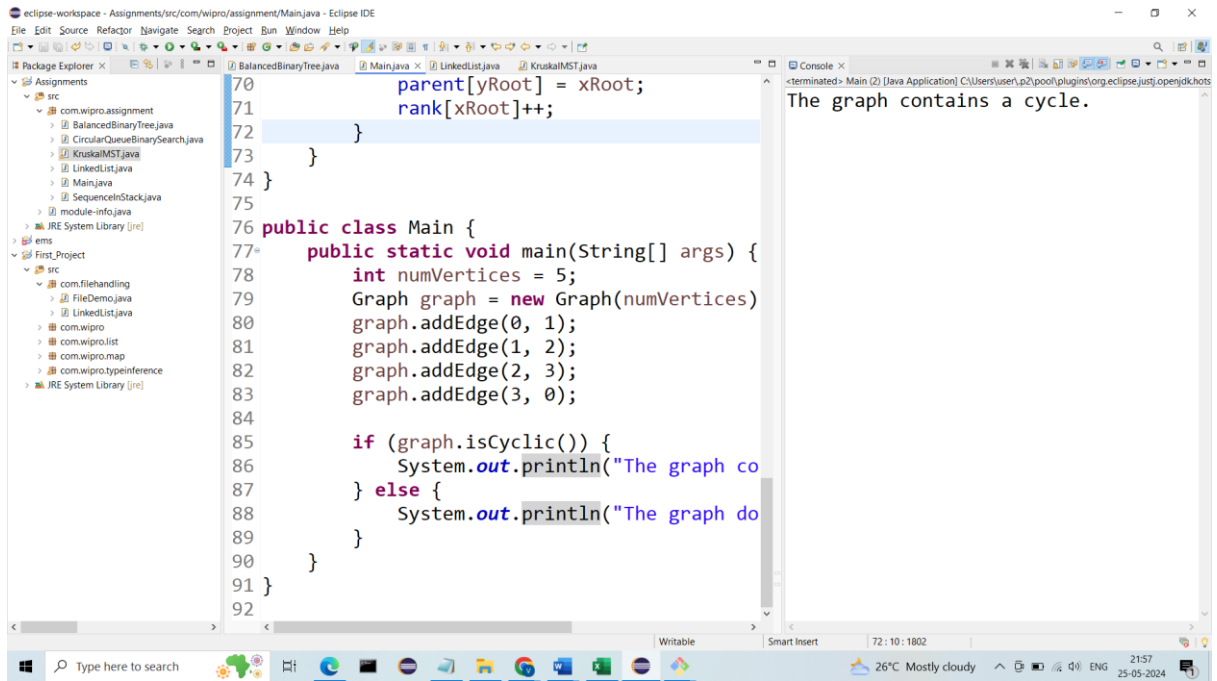 eclipse-workspace - Assignments/src/com/wipro/assignment/Main.java - Eclipse IDE
File Edit Source Refactor Navigate Search Project Run Window Help
Package Explorer
Assignments
src
com.wipro.assignment
BalancedBinaryTree.java
CircularQueueBinarySearch.java
KruskalMST.java
LinkedList.java
Main.java
SequenceInStack.java
module-info.java
JRE System Library [jre]
ems
First_Project
src
com.filehandling
FileDemo.java
LinkedList.java
com.wipro
com.wipro.list
com.wipro.map
com.wipro.typeinference
JRE System Library [jre]
BalancedBinaryTree.java Main.java LinkedList.java KruskalMST.java
70             parent[yRoot] = xRoot;
71             rank[xRoot]++;
72         }
73     }
74 }
75
76 public class Main {
77     public static void main(String[] args) {
78         int numVertices = 5;
79         Graph graph = new Graph(numVertices)
80         graph.addEdge(0, 1);
81         graph.addEdge(1, 2);
82         graph.addEdge(2, 3);
83         graph.addEdge(3, 0);
84
85         if (graph.isCyclic()) {
86             System.out.println("The graph co
87         } else {
88             System.out.println("The graph do
89         }
90     }
91 }
92
Console
<terminated> Main (2) [Java Application] C:\Users\user\.p2\pool\plugins\org.eclipse.justj.openjdk.hots
The graph contains a cycle.
Writable Smart Insert 72 : 10 : 1802
Type here to search
26°C Mostly cloudy ENG 21:57
25-05-2024